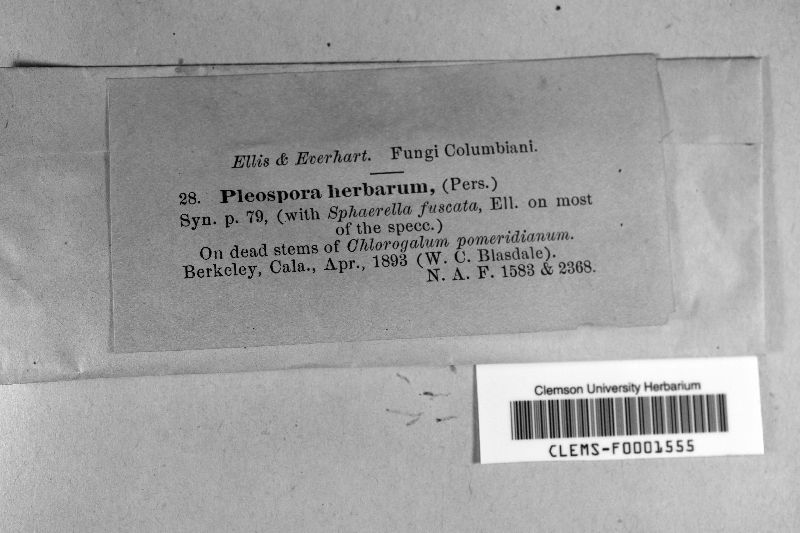 Ellis & Everhart. Fungi Columbiani.
28. Pleospora herbarum, (Pers.)
Syn. p. 79, (with Sphaerella fuscata, Ell. on most
of the spece.)
On dead stems of Chlorogalum pomeridianum.
Berkeley, Cala., Apr., 1893 (W. C. Blasdale).
N. A. F. 1583 & 2368.
Clemson University Herbarium
CLEMS-F0001555